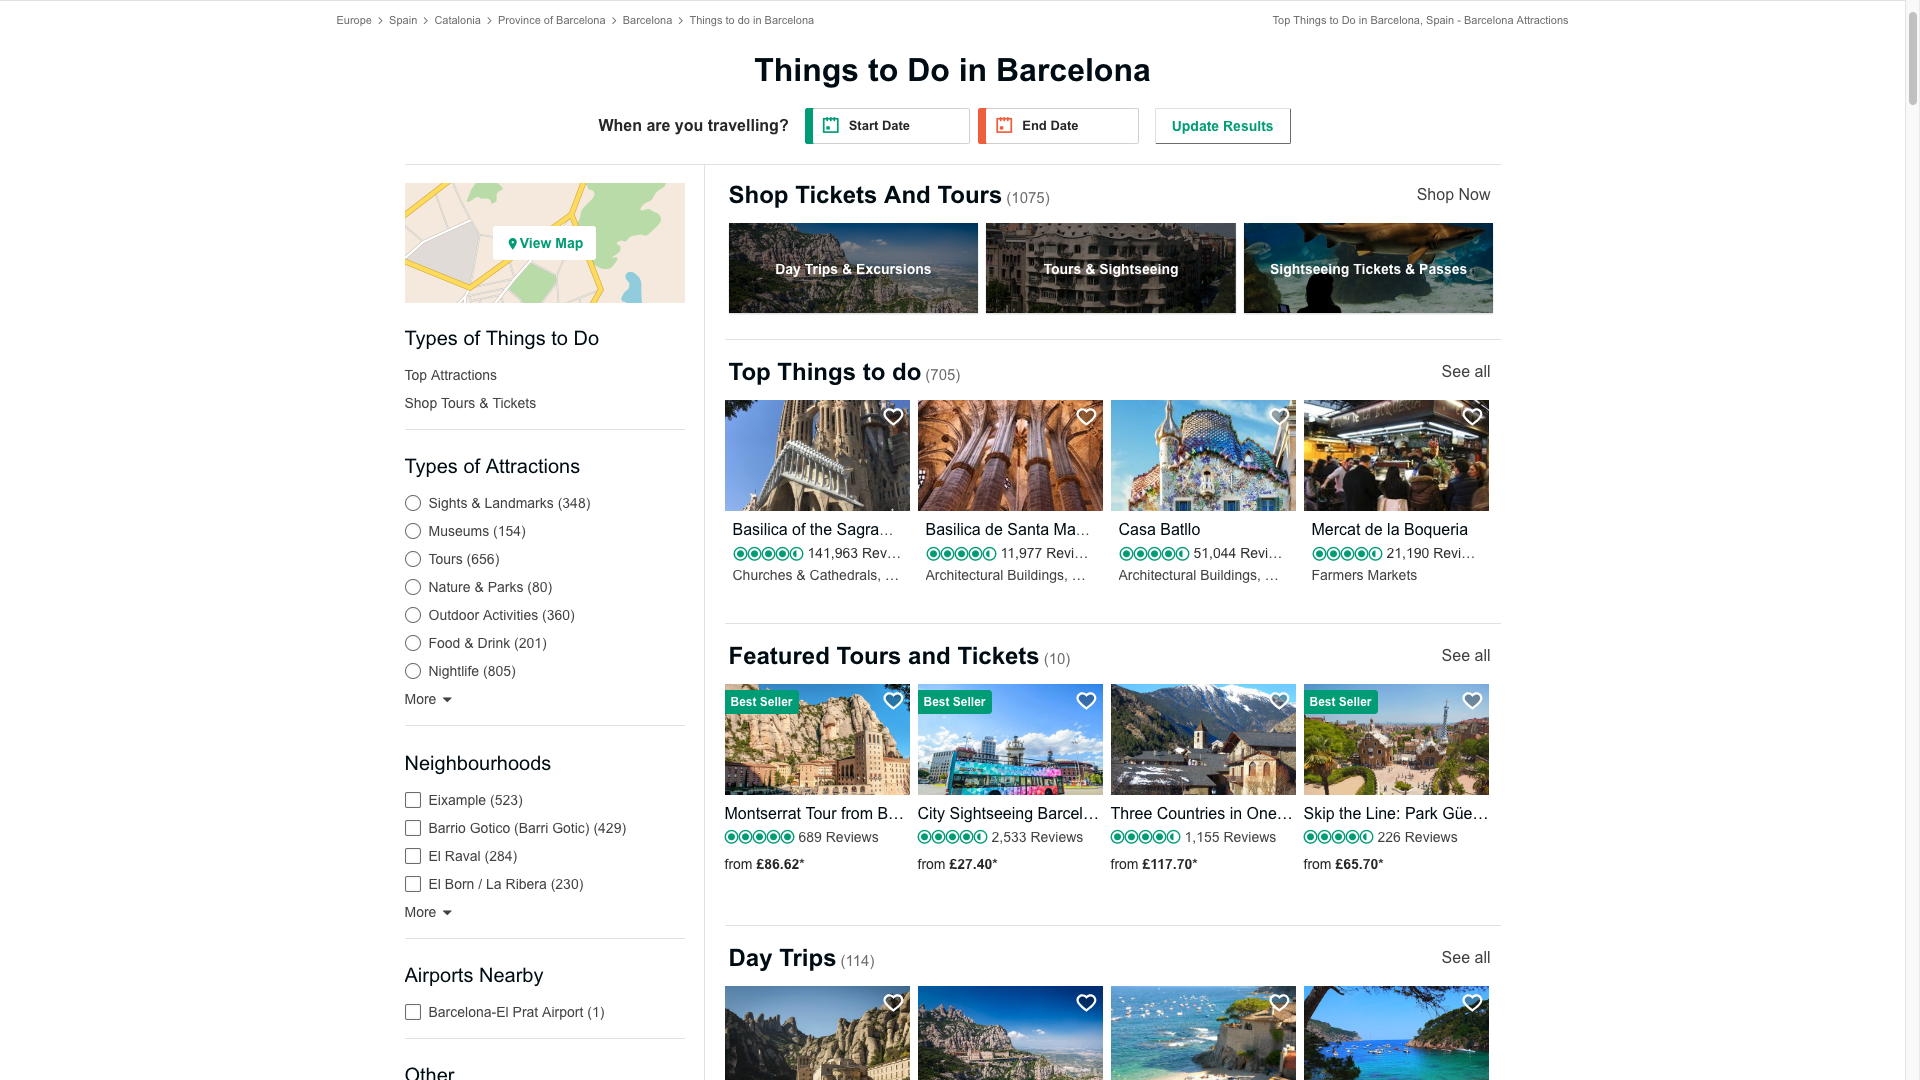 Europe > Spain > Catalonia > Province of Barcelona > Barcelona > Things to do in Barcelona
Top Things to Do in Barcelona, Spain - Barcelona Attractions
Things to Do in Barcelona
When are you travelling?
Start Date
End Date
Update Results
View Map
Types of Things to Do
Top Attractions
Shop Tours & Tickets
Types of Attractions
Sights & Landmarks (348)
Museums (154)
Tours (656)
Nature & Parks (80)
Outdoor Activities (360)
Food & Drink (201)
Nightlife (805)
More
Neighbourhoods
Eixample (523)
Barrio Gotico (Barri Gotic) (429)
El Raval (284)
El Born / La Ribera (230)
More
Airports Nearby
Barcelona-El Prat Airport (1)
Other
Shop Tickets And Tours (1075)
Shop Now
Day Trips & Excursions
Tours & Sightseeing
Sightseeing Tickets & Passes
Top Things to do (705)
See all
Basilica of the Sagra…
141,963 Rev…
Churches & Cathedrals, …
Basilica de Santa Ma…
11,977 Revi…
Architectural Buildings, …
Casa Batllo
51,044 Revi…
Architectural Buildings, …
Mercat de la Boqueria
21,190 Revi…
Farmers Markets
Featured Tours and Tickets (10)
See all
Best Seller
Montserrat Tour from B…
689 Reviews
from £86.62*
Best Seller
City Sightseeing Barcel…
2,533 Reviews
from £27.40*
Three Countries in One…
1,155 Reviews
from £117.70*
Best Seller
Skip the Line: Park Güe…
226 Reviews
from £65.70*
Day Trips (114)
See all